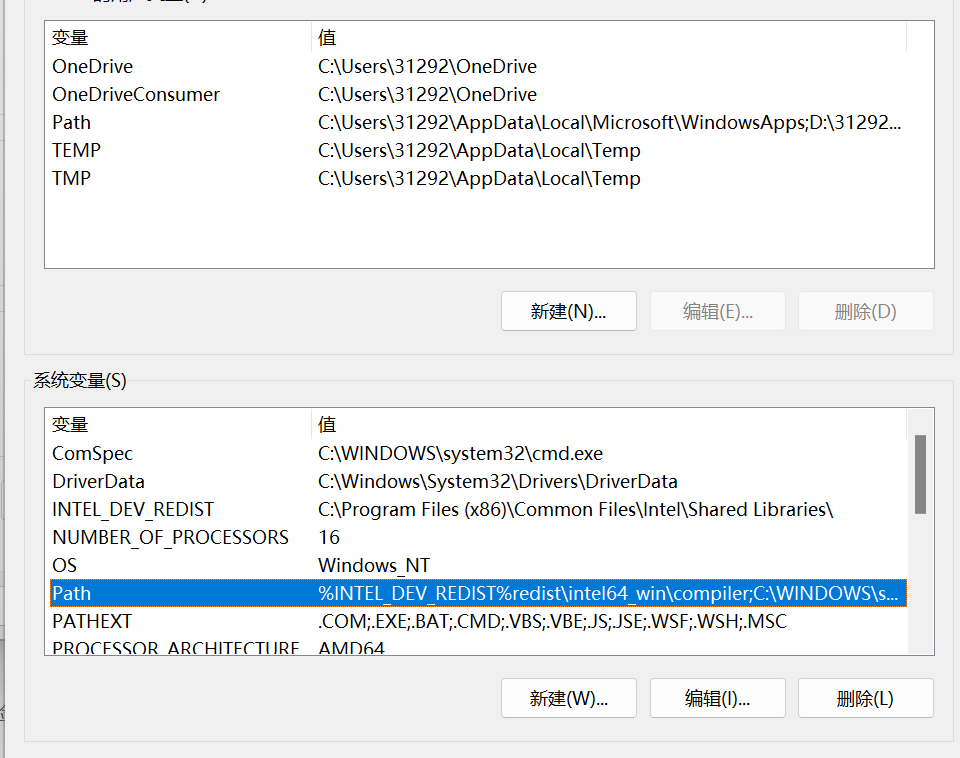 变量 值
OneDrive C:\Users\31292\OneDrive
OneDriveConsumer C:\Users\31292\OneDrive
Path C:\Users\31292\AppData\Local\Microsoft\WindowsApps;D:\31292...
TEMP C:\Users\31292\AppData\Local\Temp
TMP C:\Users\31292\AppData\Local\Temp
新建(N)... 编辑(E)... 删除(D)
系统变量(S)
变量 值
ComSpec C:\WINDOWS\system32\cmd.exe
DriverData C:\Windows\System32\Drivers\DriverData
INTEL_DEV_REDIST C:\Program Files (x86)\Common Files\Intel\Shared Libraries\
NUMBER_OF_PROCESSORS 16
OS Windows_NT
Path %INTEL_DEV_REDIST%redist\intel64_win\compiler;C:\WINDOWS\s...
PATHEXT .COM;.EXE;.BAT;.CMD;.VBS;.VBE;.JS;.JSE;.WSF;.WSH;.MSC
PROCESSOR_ARCHITECTURE AMD64
新建(W)... 编辑(I)... 删除(L)